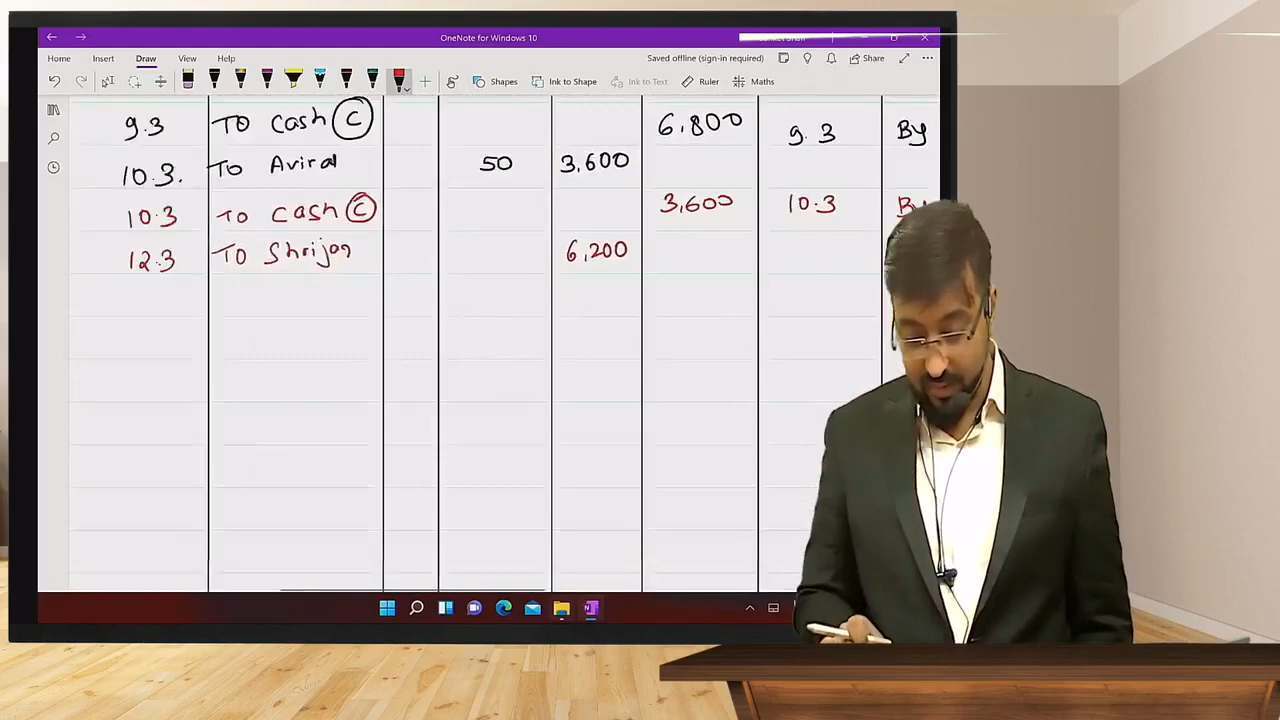 OneNote for Windows 10
Home Insert Draw View Help
Saved offline (sign-in required) Share
Shapes Ink to Shape Ink to Text Ruler Maths
9.3 TO Cash C 6,800 9.3 By
10.3. TO Aviral 50 3,600
10.3 TO Cash C 3,600 10.3 By
12.3 TO Shrijan 6,200